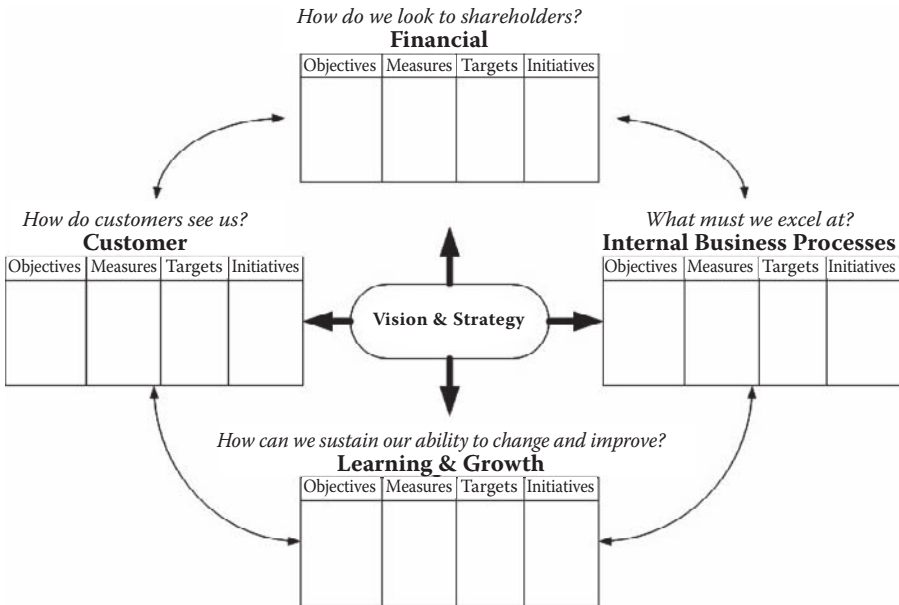 How do we look to shareholders?
Financial
Objectives Measures Targets Initiatives
How do customers see us?
Customer
Objectives Measures Targets Initiatives
What must we excel at?
Internal Business Processes
Objectives Measures Targets Initiatives
Vision & Strategy
How can we sustain our ability to change and improve?
Learning & Growth
Objectives Measures Targets Initiatives